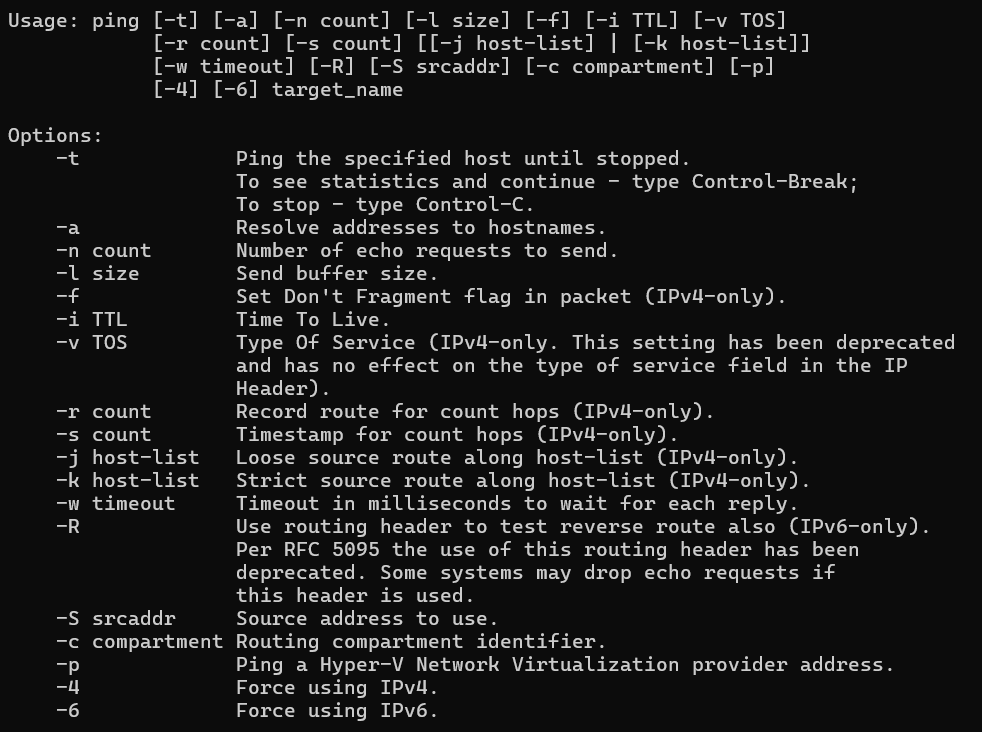 Usage: ping [-t] [-a] [-n count] [-l size] [-f] [-i TTL] [-v TOS]
            [-r count] [-s count] [[-j host-list] | [-k host-list]]
            [-w timeout] [-R] [-S srcaddr] [-c compartment] [-p]
            [-4] [-6] target_name

Options:
    -t             Ping the specified host until stopped.
                   To see statistics and continue - type Control-Break;
                   To stop - type Control-C.
    -a             Resolve addresses to hostnames.
    -n count       Number of echo requests to send.
    -l size        Send buffer size.
    -f             Set Don't Fragment flag in packet (IPv4-only).
    -i TTL         Time To Live.
    -v TOS         Type Of Service (IPv4-only. This setting has been deprecated
                   and has no effect on the type of service field in the IP
                   Header).
    -r count       Record route for count hops (IPv4-only).
    -s count       Timestamp for count hops (IPv4-only).
    -j host-list   Loose source route along host-list (IPv4-only).
    -k host-list   Strict source route along host-list (IPv4-only).
    -w timeout     Timeout in milliseconds to wait for each reply.
    -R             Use routing header to test reverse route also (IPv6-only).
                   Per RFC 5095 the use of this routing header has been
                   deprecated. Some systems may drop echo requests if
                   this header is used.
    -S srcaddr     Source address to use.
    -c compartment Routing compartment identifier.
    -p             Ping a Hyper-V Network Virtualization provider address.
    -4             Force using IPv4.
    -6             Force using IPv6.